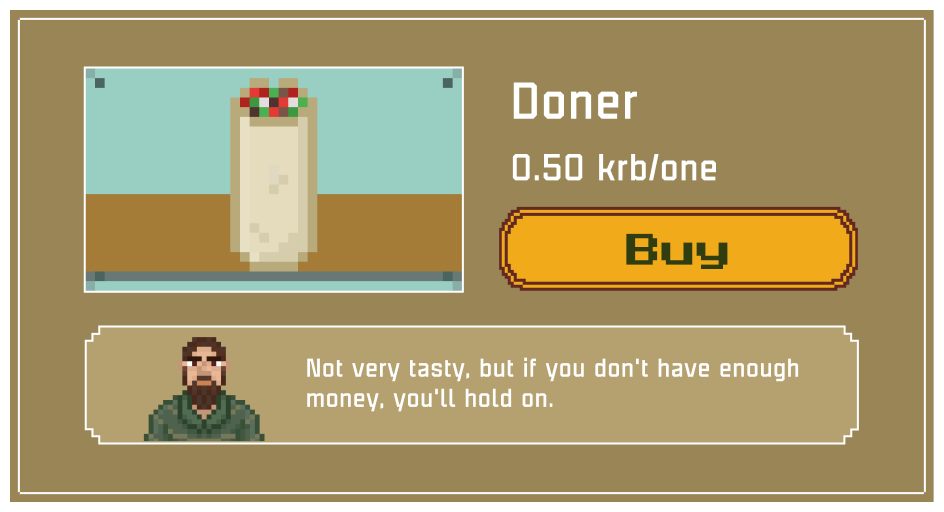 Doner
0.50 krb/one
Buy
Not very tasty, but if you don't have enough
money, you'll hold on.